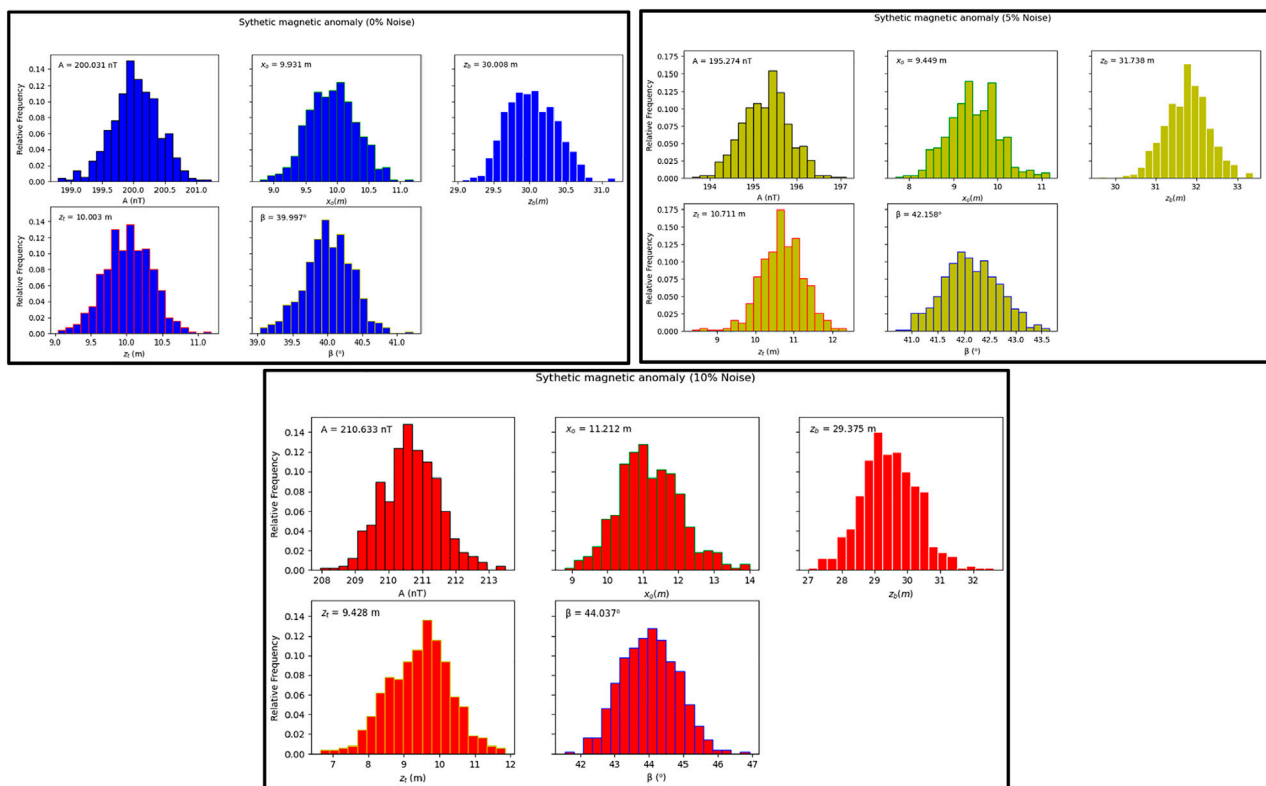 Sythetic magnetic anomaly (0% Noise)
A = 200.031 nT
xₒ = 9.931 m
z_b = 30.008 m
Relative Frequency
0.14
0.12
0.10
0.08
0.06
0.04
0.02
0.00
199.0 199.5 200.0 200.5 201.0
A (nT)
9.0 9.5 10.0 10.5 11.0
xₒ(m)
29.0 29.5 30.0 30.5 31.0
z_b(m)
z_t = 10.003 m
β = 39.997⁰
Relative Frequency
0.14
0.12
0.10
0.08
0.06
0.04
0.02
0.00
9.0 9.5 10.0 10.5 11.0
z_t (m)
39.0 39.5 40.0 40.5 41.0
β (⁰)
Sythetic magnetic anomaly (5% Noise)
A = 195.274 nT
xₒ = 9.449 m
z_b = 31.738 m
Relative Frequency
0.175
0.150
0.125
0.100
0.075
0.050
0.025
0.000
194 195 196 197
A (nT)
8 9 10 11
xₒ(m)
30 31 32 33
z_b(m)
z_t = 10.711 m
β = 42.158⁰
Relative Frequency
0.175
0.150
0.125
0.100
0.075
0.050
0.025
0.000
9 10 11 12
z_t (m)
41.0 41.5 42.0 42.5 43.0 43.5
β (⁰)
Sythetic magnetic anomaly (10% Noise)
A = 210.633 nT
xₒ = 11.212 m
z_b = 29.375 m
Relative Frequency
0.14
0.12
0.10
0.08
0.06
0.04
0.02
0.00
208 209 210 211 212 213
A (nT)
9 10 11 12 13 14
xₒ(m)
27 28 29 30 31 32
z_b(m)
z_t = 9.428 m
β = 44.037⁰
Relative Frequency
0.14
0.12
0.10
0.08
0.06
0.04
0.02
0.00
7 8 9 10 11 12
z_t (m)
42 43 44 45 46 47
β (⁰)